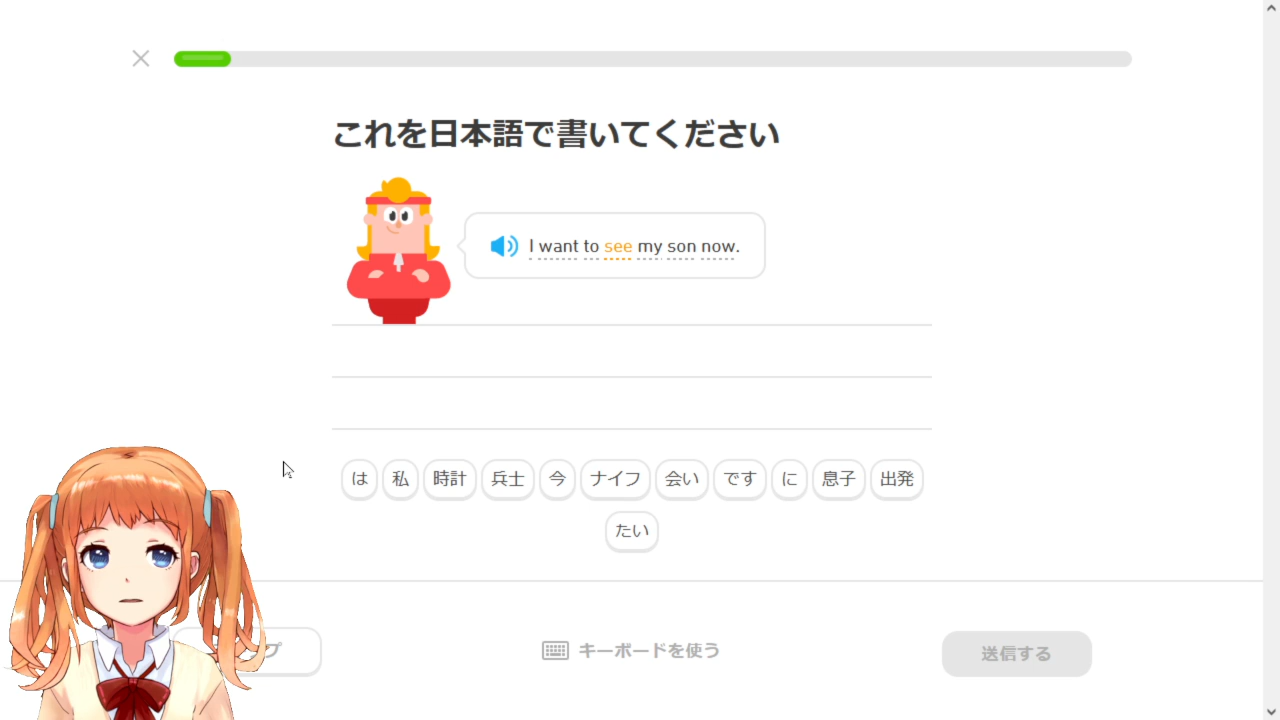 これを日本語で書いてください
I want to see my son now.
は 私 時計 兵士 今 ナイフ 会い です に 息子 出発
たい
プ キーボードを使う 送信する